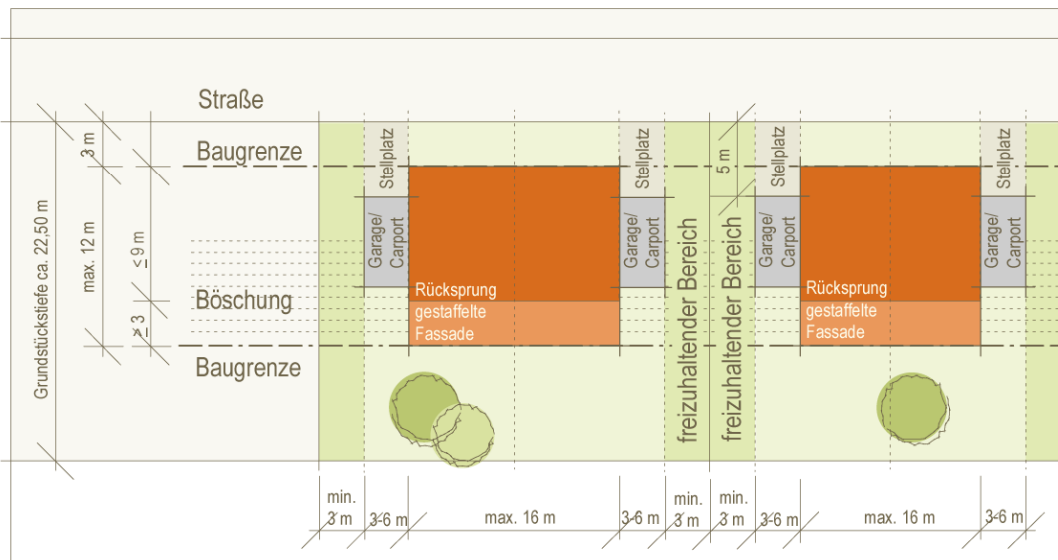 Straße
Baugrenze
Böschung
Baugrenze
Grundstückstiefe ca. 22,50 m
max. 12 m
3 m
≤ 9 m
≥ 3
Stellplatz
Garage/
Carport
Rücksprung
gestaffelte
Fassade
Stellplatz
Garage/
Carport
freizuhaltender Bereich
freizuhaltender Bereich
5 m
Stellplatz
Garage/
Carport
Rücksprung
gestaffelte
Fassade
Stellplatz
Garage/
Carport
min.
3 m
3-6 m
max. 16 m
3-6 m
min.
3 m
min.
3 m
3-6 m
max. 16 m
3-6 m